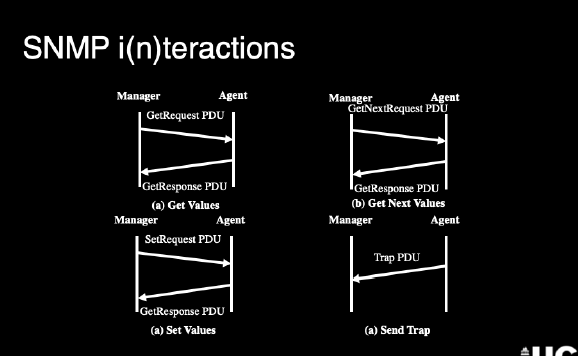 SNMP i(n)teractions
Manager Agent
GetRequest PDU
GetResponse PDU
(a) Get Values
Manager Agent
GetNextRequest PDU
GetResponse PDU
(b) Get Next Values
Manager Agent
SetRequest PDU
GetResponse PDU
(a) Set Values
Manager Agent
Trap PDU
(a) Send Trap